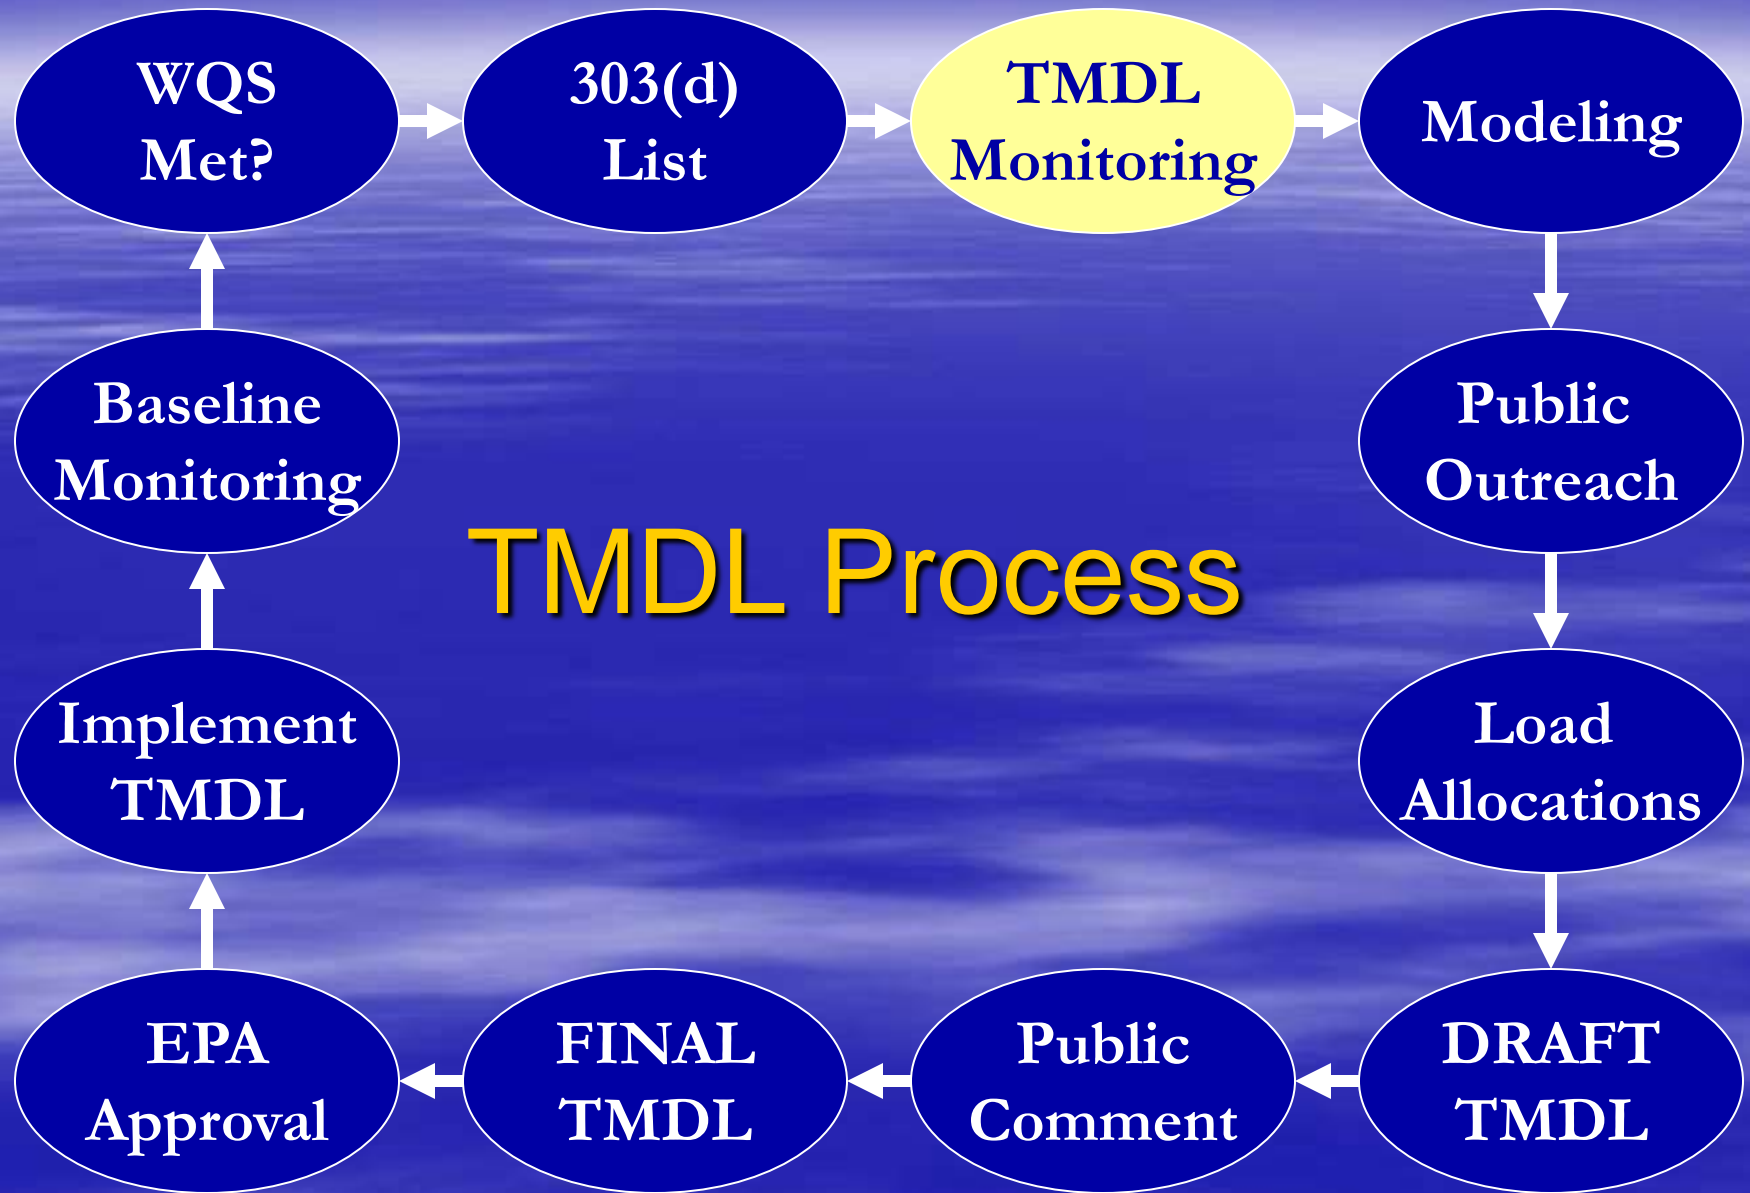 WQS
Met?
303(d)
List
TMDL
Monitoring
Modeling
Baseline
Monitoring
Public
Outreach
TMDL Process
Implement
TMDL
Load
Allocations
EPA
Approval
FINAL
TMDL
Public
Comment
DRAFT
TMDL